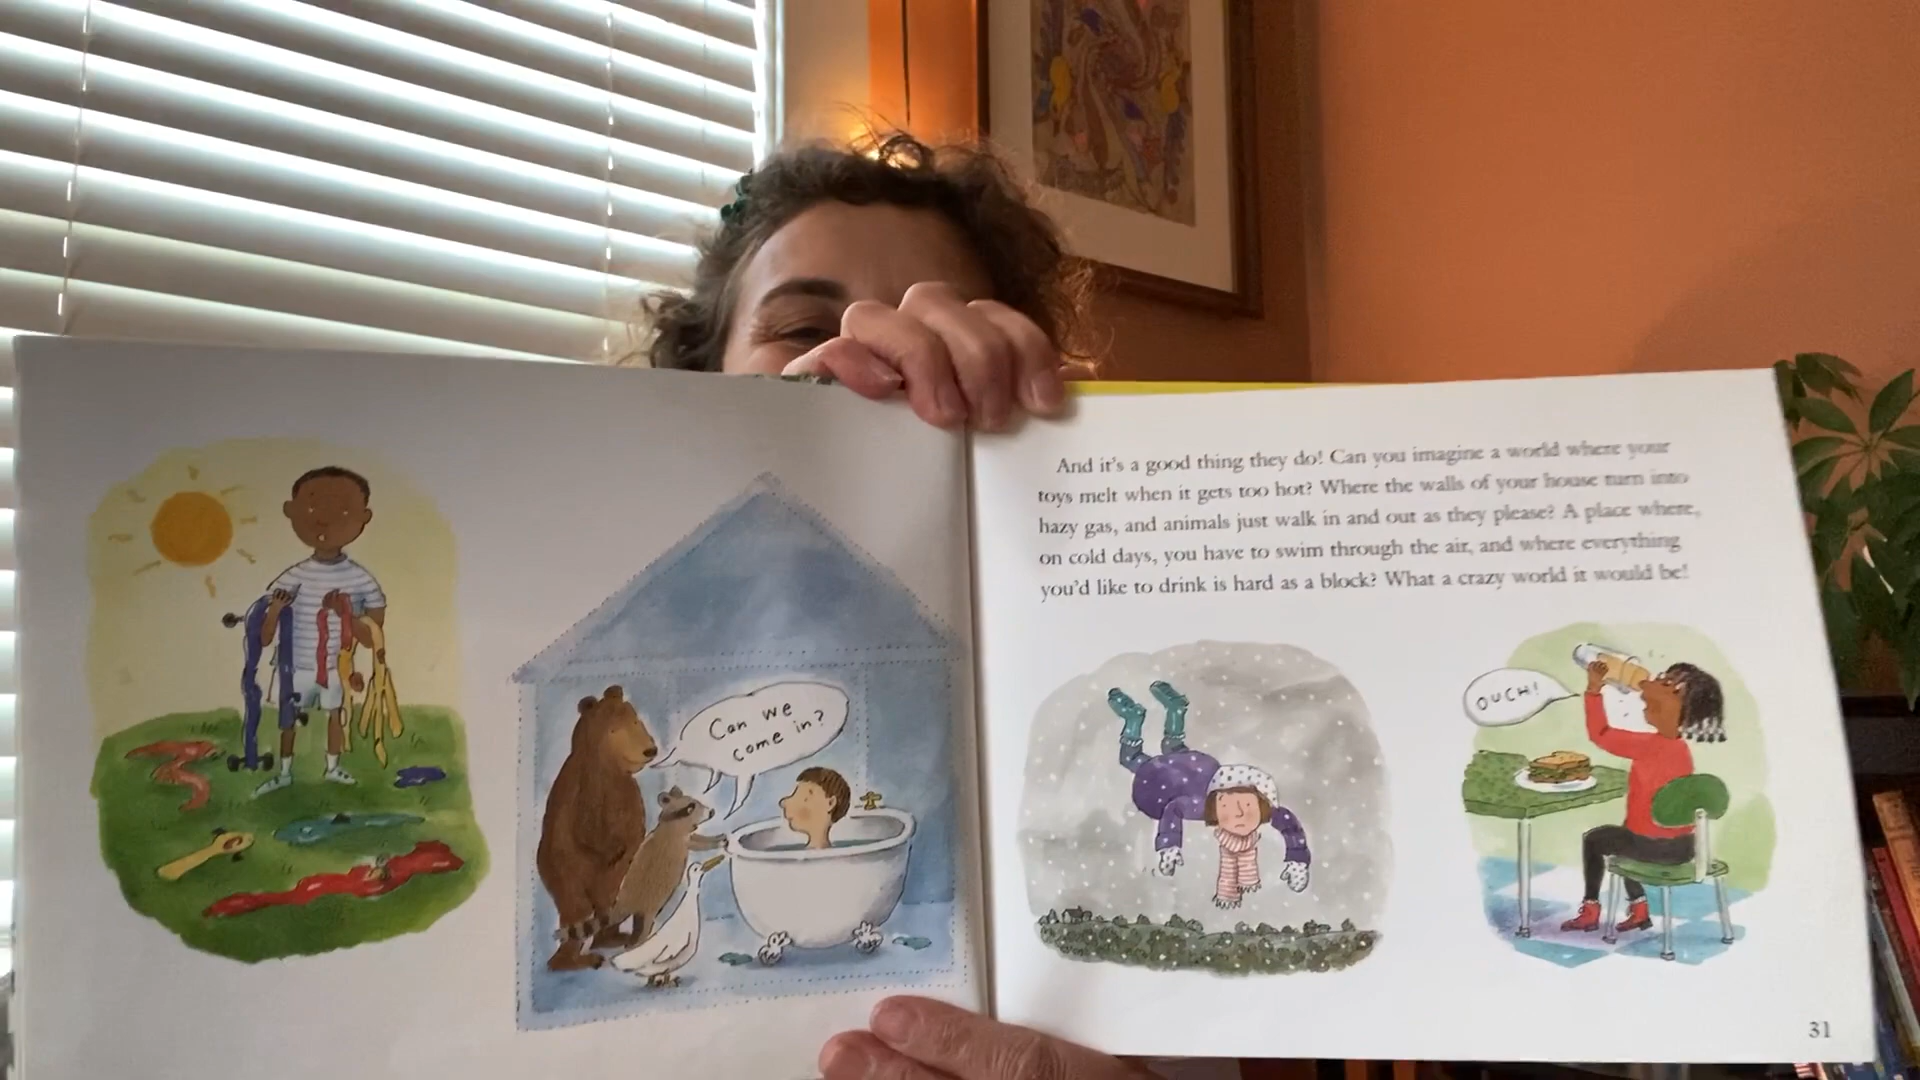 Can we
come in?
And it's a good thing they do! Can you imagine a world where your
toys melt when it gets too hot? Where the walls of your house turn into
hazy gas, and animals just walk in and out as they please? A place where,
on cold days, you have to swim through the air, and where everything
you'd like to drink is hard as a block? What a crazy world it would be!
OUCH!
31